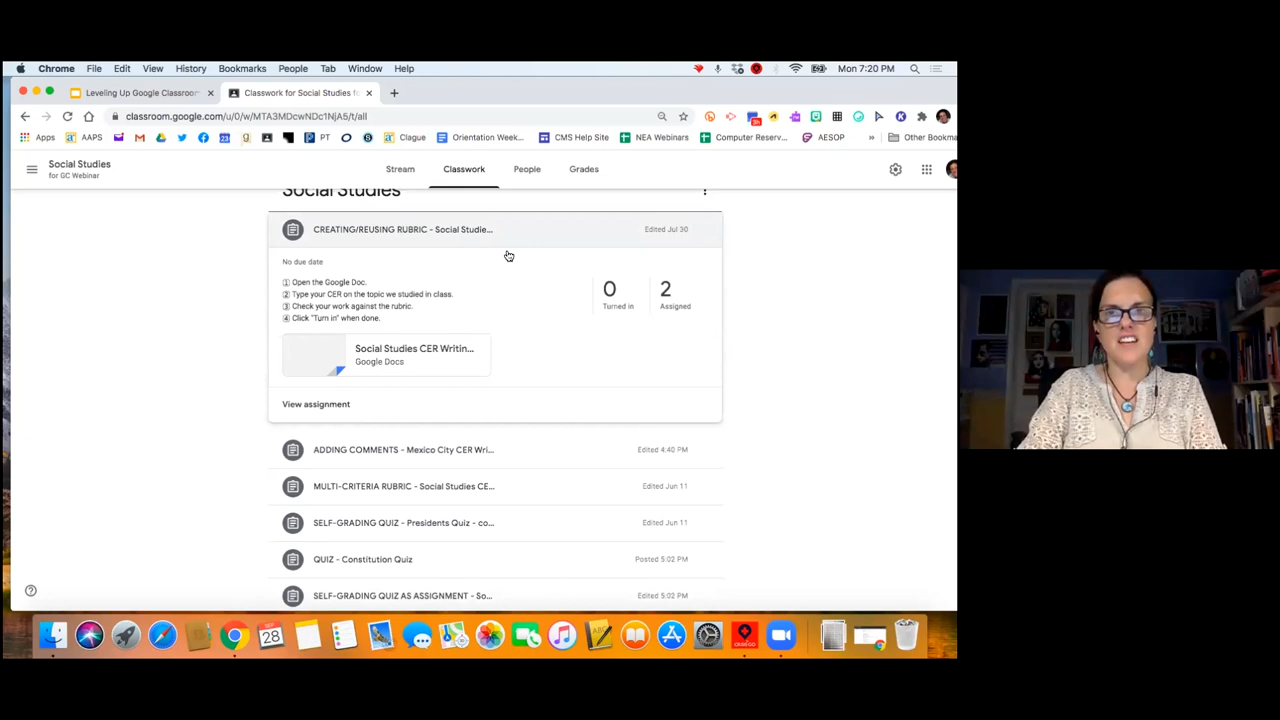 Chrome File Edit View History Bookmarks People Tab Window Help
Mon 7:20 PM
Leveling Up Google Classroom
Classwork for Social Studies fo
classroom.google.com/u/0/w/MTA3MDcwNDc1NjA5/t/all
Apps AAPS PT Clague Orientation Week... CMS Help Site NEA Webinars Computer Reserv... AESOP Other Bookma
Social Studies
for GC Webinar
Stream Classwork People Grades
Social Studies
CREATING/REUSING RUBRIC - Social Studie... Edited Jul 30
No due date
① Open the Google Doc.
② Type your CER on the topic we studied in class.
③ Check your work against the rubric.
④ Click "Turn in" when done.
0 2
Turned in Assigned
Social Studies CER Writin...
Google Docs
View assignment
ADDING COMMENTS - Mexico City CER Wri... Edited 4:40 PM
MULTI-CRITERIA RUBRIC - Social Studies CE... Edited Jun 11
SELF-GRADING QUIZ - Presidents Quiz - co... Edited Jun 11
QUIZ - Constitution Quiz Posted 5:02 PM
SELF-GRADING QUIZ AS ASSIGNMENT - So... Edited 5:02 PM
28